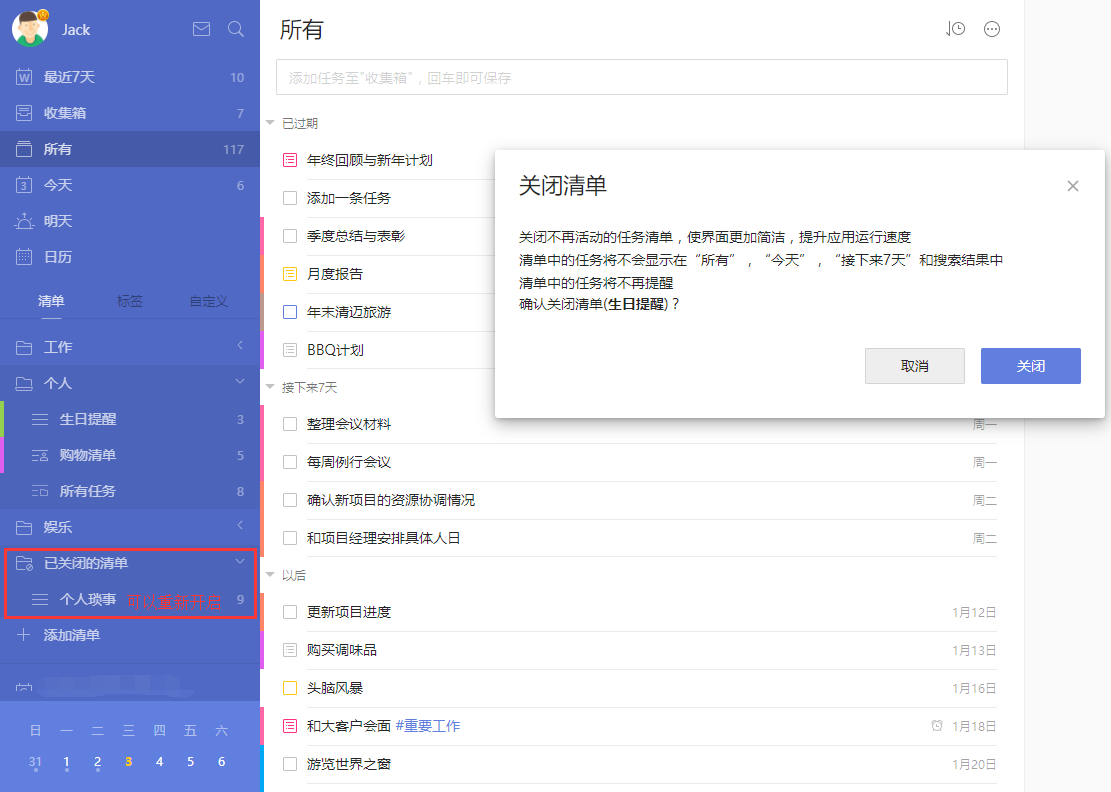 Jack
W 最近7天 10
收集箱 7
所有 117
3 今天 6
明天
日历
清单 标签 自定义
工作
个人
生日提醒 3
购物清单 5
所有任务 8
娱乐
已关闭的清单
个人琐事 可以重新开启 9
添加清单
日 一 二 三 四 五 六
31 1 2 3 4 5 6
所有
添加任务至"收集箱"，回车即可保存
已过期
年终回顾与新年计划
添加一条任务
季度总结与表彰
月度报告
年末清迈旅游
BBQ计划
接下来7天
整理会议材料 周一
每周例行会议 周一
确认新项目的资源协调情况 周二
和项目经理安排具体人日 周二
以后
更新项目进度 1月12日
购买调味品 1月13日
头脑风暴 1月16日
和大客户会面 #重要工作 1月18日
游览世界之窗 1月20日
关闭清单
关闭不再活动的任务清单，使界面更加简洁，提升应用运行速度
清单中的任务将不会显示在“所有”，“今天”，“接下来7天”和搜索结果中
清单中的任务将不再提醒
确认关闭清单(生日提醒)？
取消 关闭